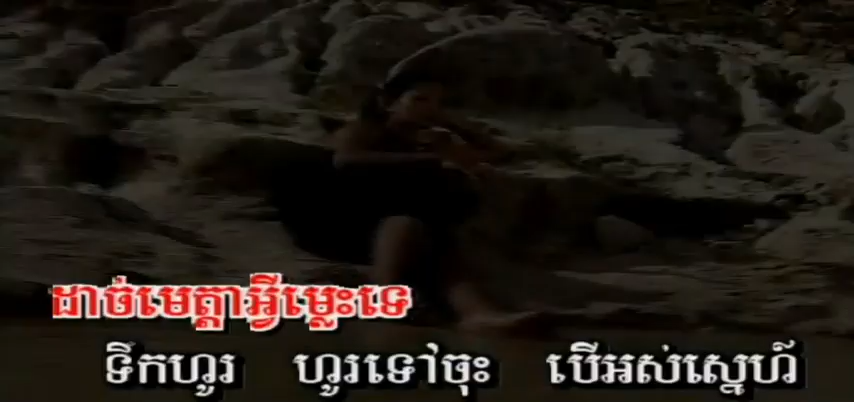 ដាច់មេត្តាអ្វីម្លេះទេ
ទឹកហូរ ហូរទៅចុះ បើអស់ស្នេហ៍